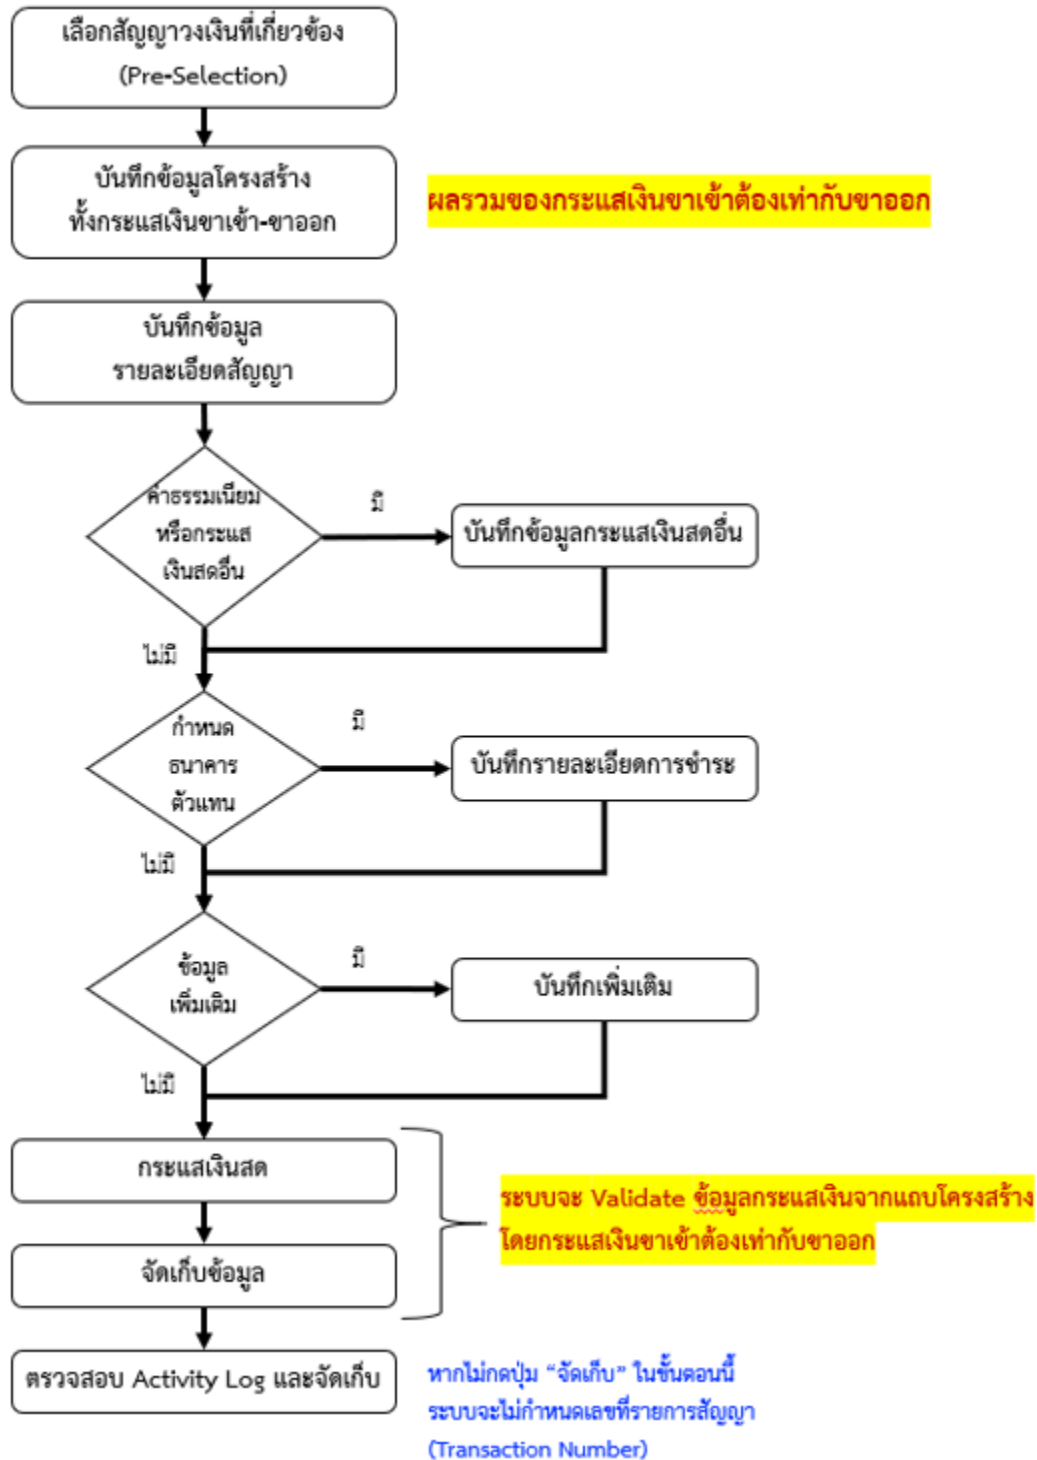 เลือกสัญญาวงเงินที่เกี่ยวข้อง
(Pre-Selection)
บันทึกข้อมูลโครงสร้าง
ทั้งกระแสเงินขาเข้า-ขาออก
ผลรวมของกระแสเงินขาเข้าต้องเท่ากับขาออก
บันทึกข้อมูล
รายละเอียดสัญญา
ค่าธรรมเนียม
หรือกระแส
เงินสดอื่น
มี
บันทึกข้อมูลกระแสเงินสดอื่น
ไม่มี
กำหนด
ธนาคาร
ตัวแทน
มี
บันทึกรายละเอียดการชำระ
ไม่มี
ข้อมูล
เพิ่มเติม
มี
บันทึกเพิ่มเติม
ไม่มี
กระแสเงินสด
จัดเก็บข้อมูล
ระบบจะ Validate ข้อมูลกระแสเงินจากแถบโครงสร้าง
โดยกระแสเงินขาเข้าต้องเท่ากับขาออก
ตรวจสอบ Activity Log และจัดเก็บ
หากไม่กดปุ่ม “จัดเก็บ” ในขั้นตอนนี้
ระบบจะไม่กำหนดเลขที่รายการสัญญา
(Transaction Number)